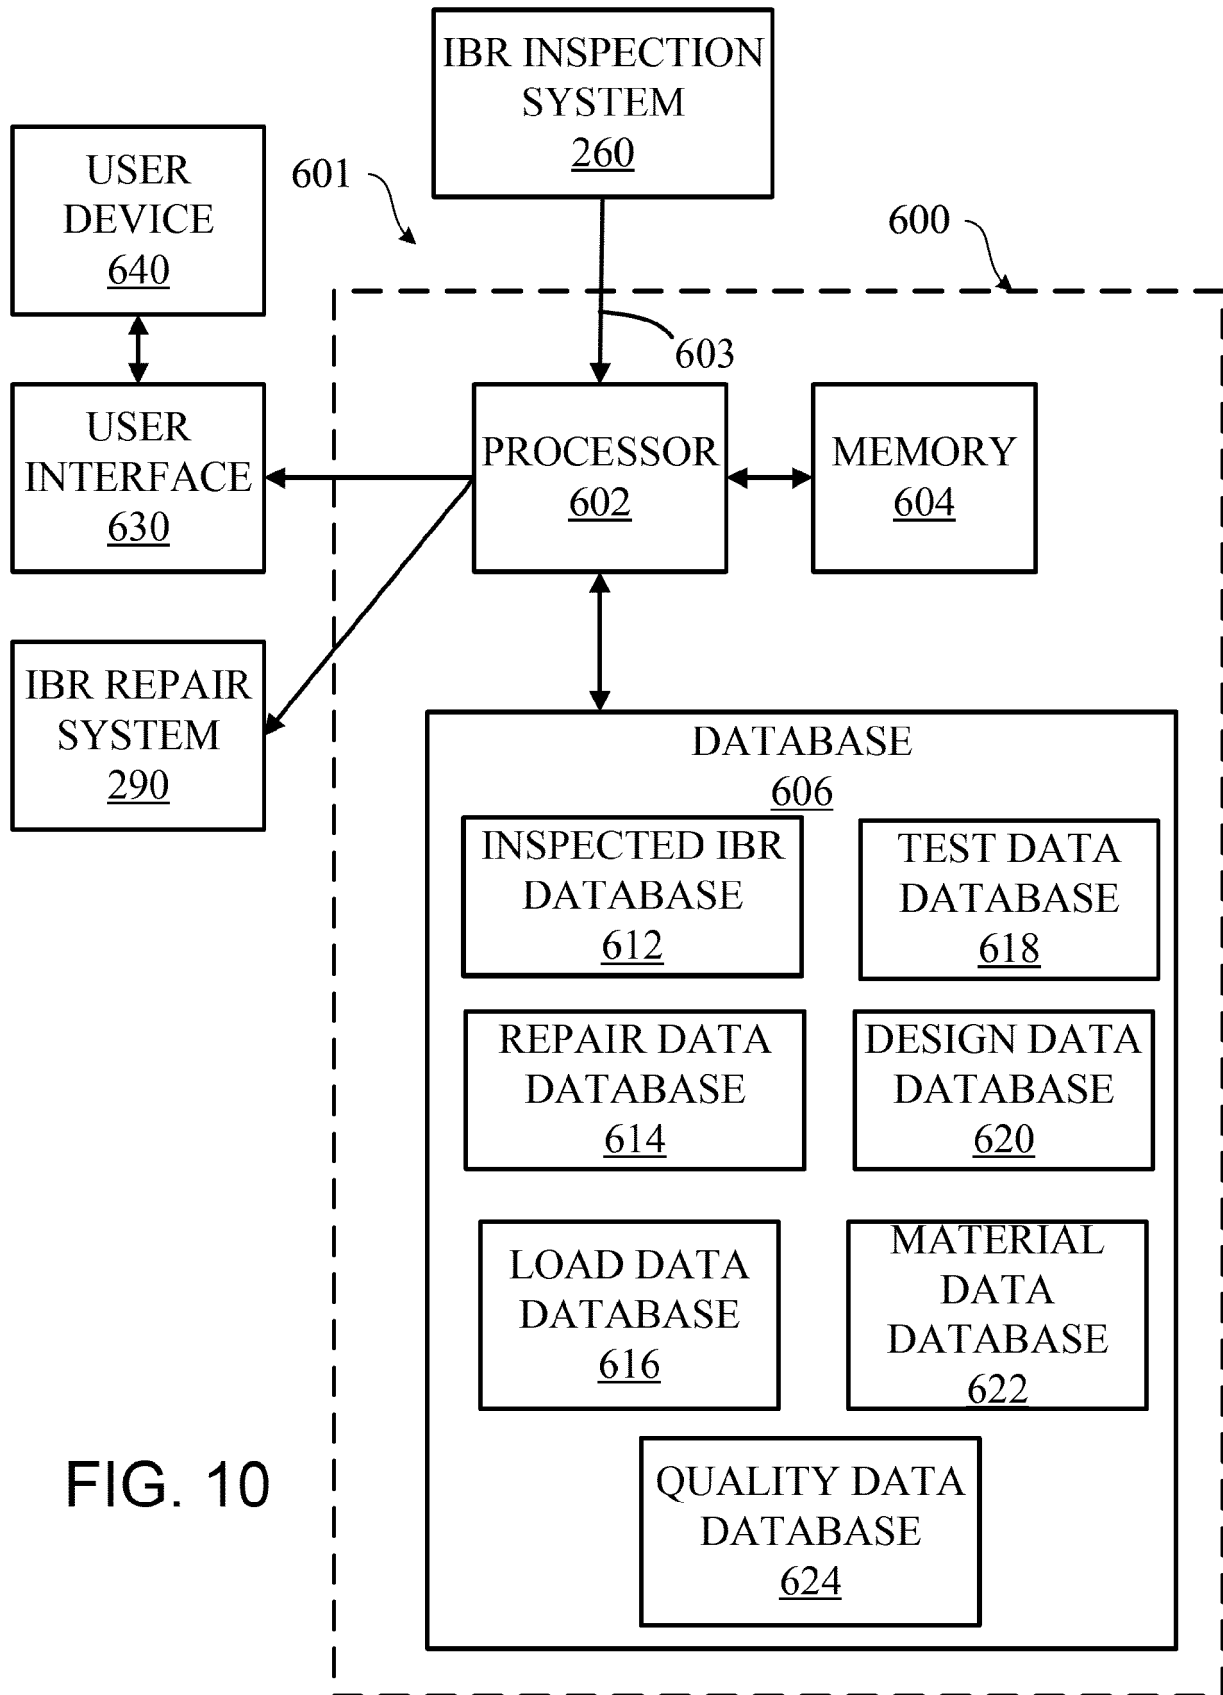 IBR INSPECTION
SYSTEM
260
USER
DEVICE
640
601
600
603
USER
INTERFACE
630
PROCESSOR
602
MEMORY
604
IBR REPAIR
SYSTEM
290
DATABASE
606
INSPECTED IBR
DATABASE
612
TEST DATA
DATABASE
618
REPAIR DATA
DATABASE
614
DESIGN DATA
DATABASE
620
LOAD DATA
DATABASE
616
MATERIAL
DATA
DATABASE
622
QUALITY DATA
DATABASE
624
FIG. 10